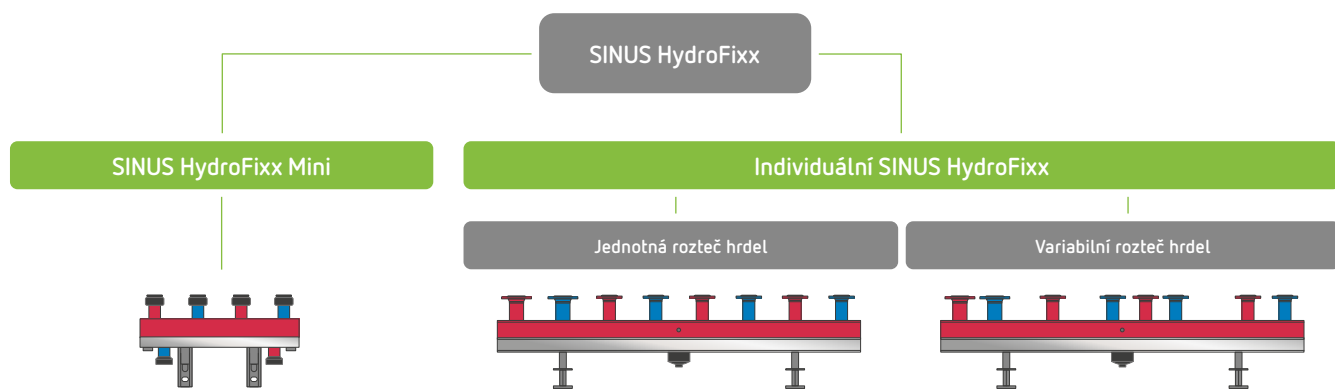 SINUS HydroFixx
SINUS HydroFixx Mini
Individuální SINUS HydroFixx
Jednotná rozteč hrdel
Variabilní rozteč hrdel